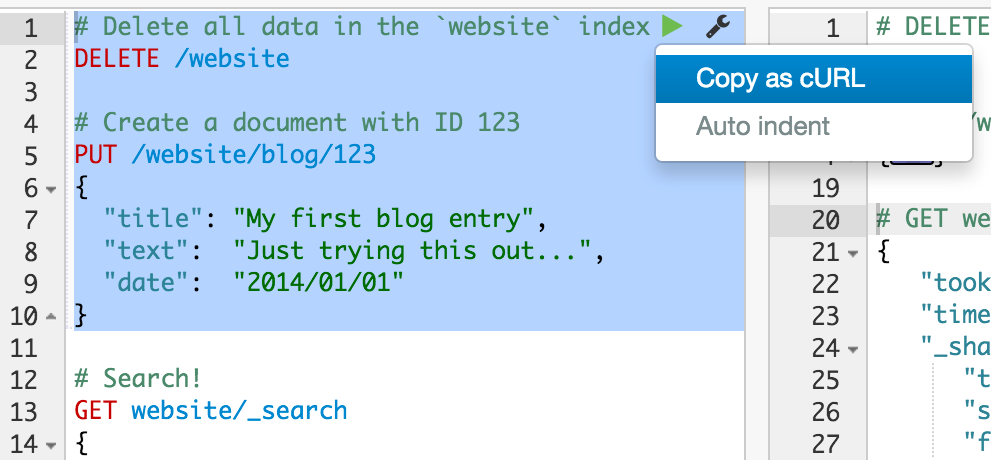 1 # Delete all data in the `website` index
2 DELETE /website
3
4 # Create a document with ID 123
5 PUT /website/blog/123
6 {
7 "title": "My first blog entry",
8 "text": "Just trying this out...",
9 "date": "2014/01/01"
10 }
11
12 # Search!
13 GET website/_search
14 {
Copy as cURL
Auto indent
1 # DELETE
19
20 # GET we
21 {
22 "took
23 "time
24 "_sha
25 "t
26 "s
27 "f